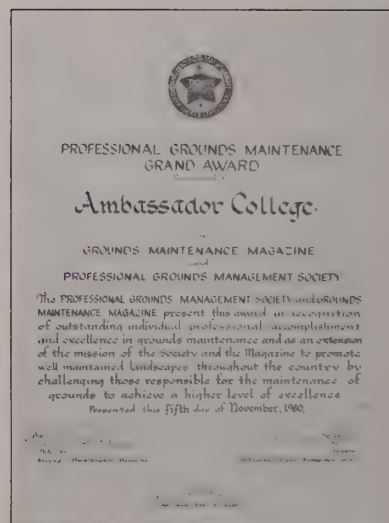 PROFESSIONAL GROUNDS MAINTENANCE
GRAND AWARD
Ambassador College
GROUNDS MAINTENANCE MAGAZINE
and
PROFESSIONAL GROUNDS MANAGEMENT SOCIETY
The PROFESSIONAL GROUNDS MANAGEMENT SOCIETY and GROUNDS
MAINTENANCE MAGAZINE present this award in recognition
of outstanding individual professional accomplishment
and excellence in grounds maintenance and as an extension
of the mission of the Society and the Magazine to promote
well maintained landscapes throughout the country by
challenging those responsible for the maintenance of
grounds to achieve a higher level of excellence
Presented this fifth day of November, 1980.